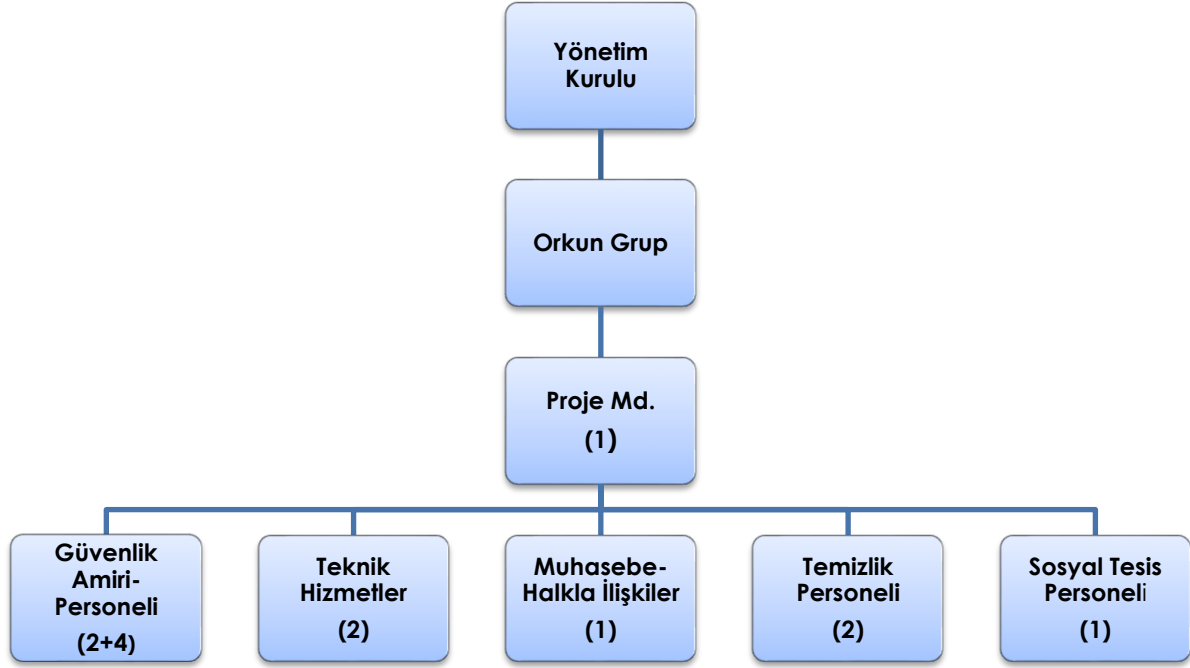 Yönetim
Kurulu
Orkun Grup
Proje Md.
(1)
Güvenlik
Amiri-
Personeli
(2+4)
Teknik
Hizmetler
(2)
Muhasebe-
Halkla İlişkiler
(1)
Temizlik
Personeli
(2)
Sosyal Tesis
Personeli
(1)